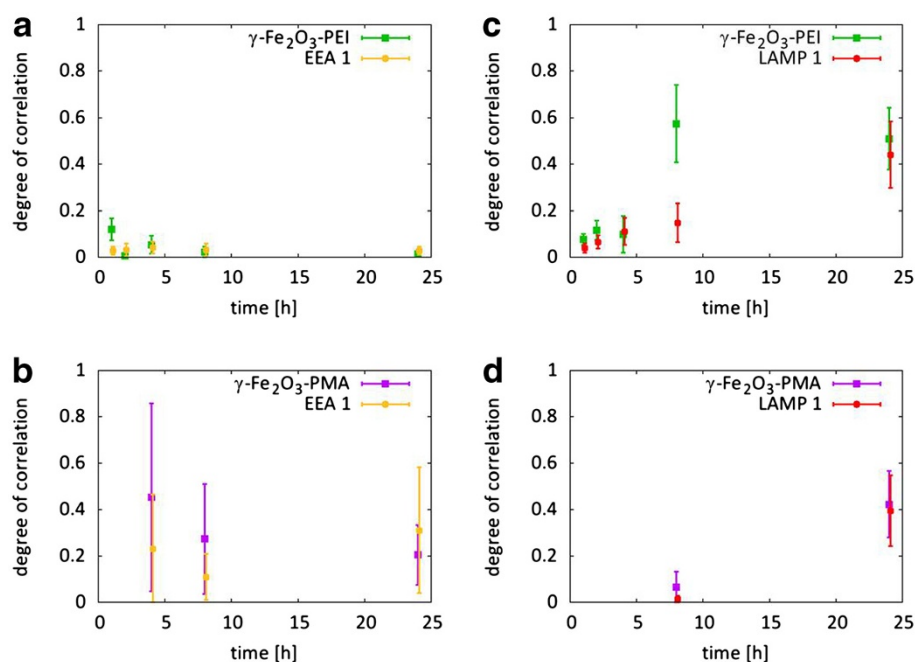 a
γ-Fe₂O₃-PEI
EEA 1
degree of correlation
1
0.8
0.6
0.4
0.2
0
0 5 10 15 20 25
time [h]
c
γ-Fe₂O₃-PEI
LAMP 1
degree of correlation
1
0.8
0.6
0.4
0.2
0
0 5 10 15 20 25
time [h]
b
γ-Fe₂O₃-PMA
EEA 1
degree of correlation
1
0.8
0.6
0.4
0.2
0
0 5 10 15 20 25
time [h]
d
γ-Fe₂O₃-PMA
LAMP 1
degree of correlation
1
0.8
0.6
0.4
0.2
0
0 5 10 15 20 25
time [h]